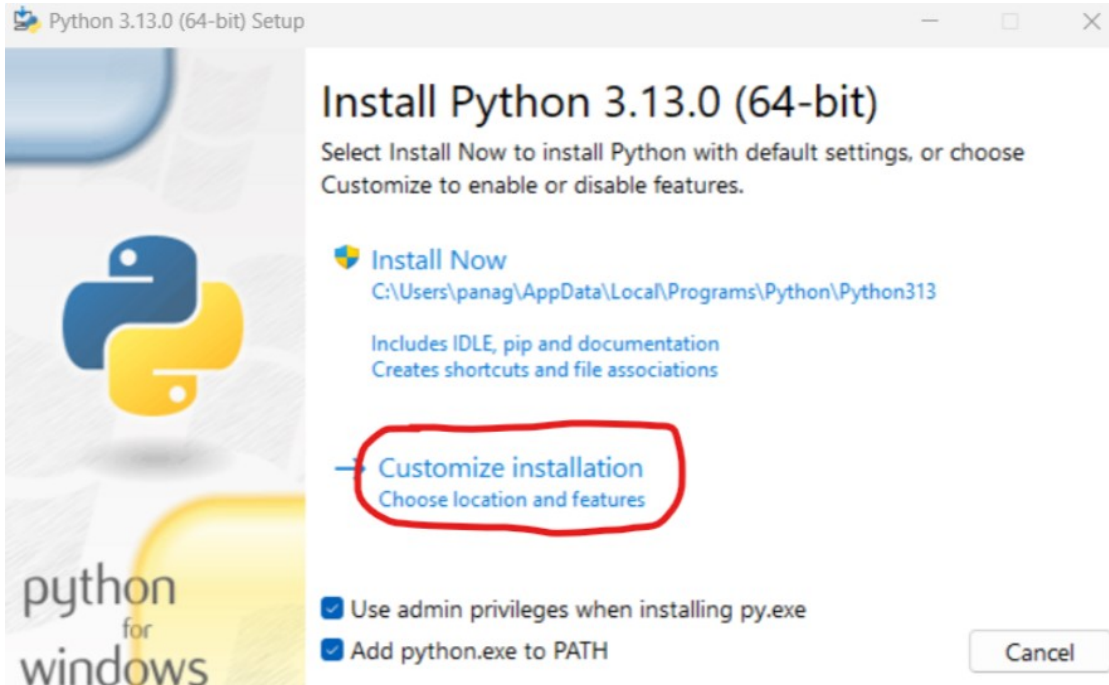 Python 3.13.0 (64-bit) Setup
Install Python 3.13.0 (64-bit)
Select Install Now to install Python with default settings, or choose
Customize to enable or disable features.
Install Now
C:\Users\panag\AppData\Local\Programs\Python\Python313
Includes IDLE, pip and documentation
Creates shortcuts and file associations
Customize installation
Choose location and features
python
for
windows
Use admin privileges when installing py.exe
Add python.exe to PATH
Cancel